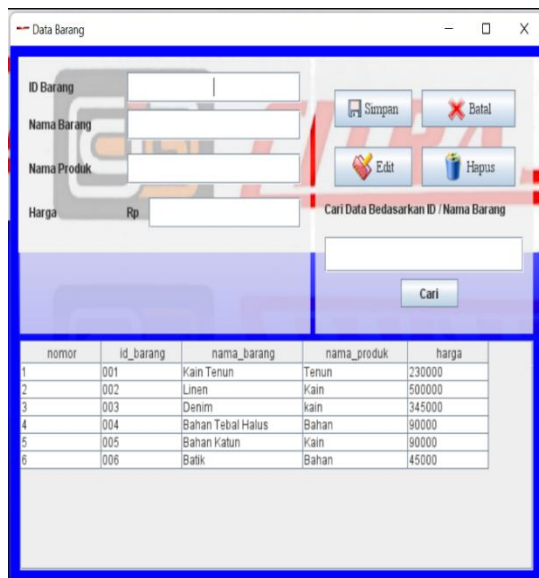 Data Barang
ID Barang
Nama Barang
Nama Produk
Harga Rp
Simpan Batal
Edit Hapus
Cari Data Bedasarkan ID / Nama Barang
Cari
nomor id_barang nama_barang nama_produk harga
1 001 Kain Tenun Tenun 230000
2 002 Linen Kain 500000
3 003 Denim kain 345000
4 004 Bahan Tebal Halus Bahan 90000
5 005 Bahan Katun Kain 90000
6 006 Batik Bahan 45000